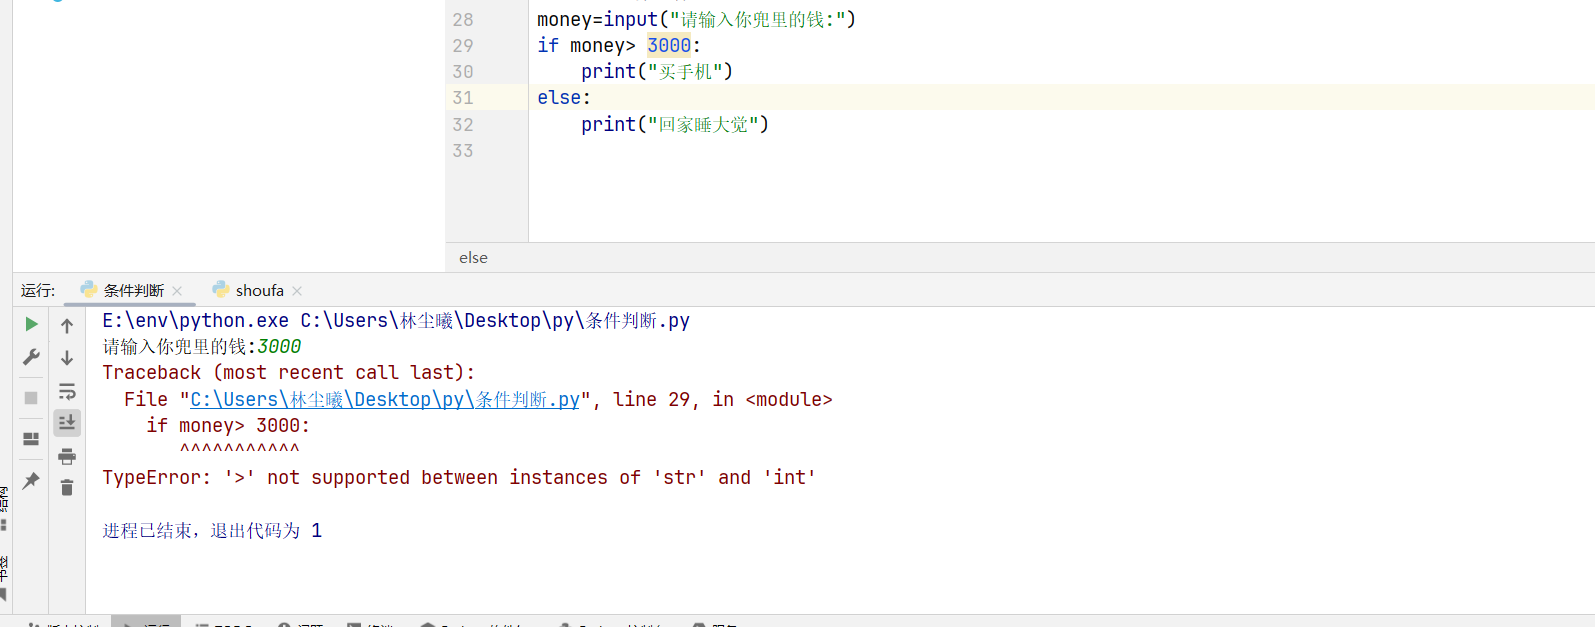 28 money=input("请输入你兜里的钱:")
29 if money> 3000:
30 print("买手机")
31 else:
32 print("回家睡大觉")
33
else
运行: 条件判断 × shoufa ×
E:\env\python.exe C:\Users\林尘曦\Desktop\py\条件判断.py
请输入你兜里的钱:3000
Traceback (most recent call last):
File "C:\Users\林尘曦\Desktop\py\条件判断.py", line 29, in <module>
if money> 3000:
^^^^^^^^^^^
TypeError: '>' not supported between instances of 'str' and 'int'
进程已结束，退出代码为 1
结构
书签